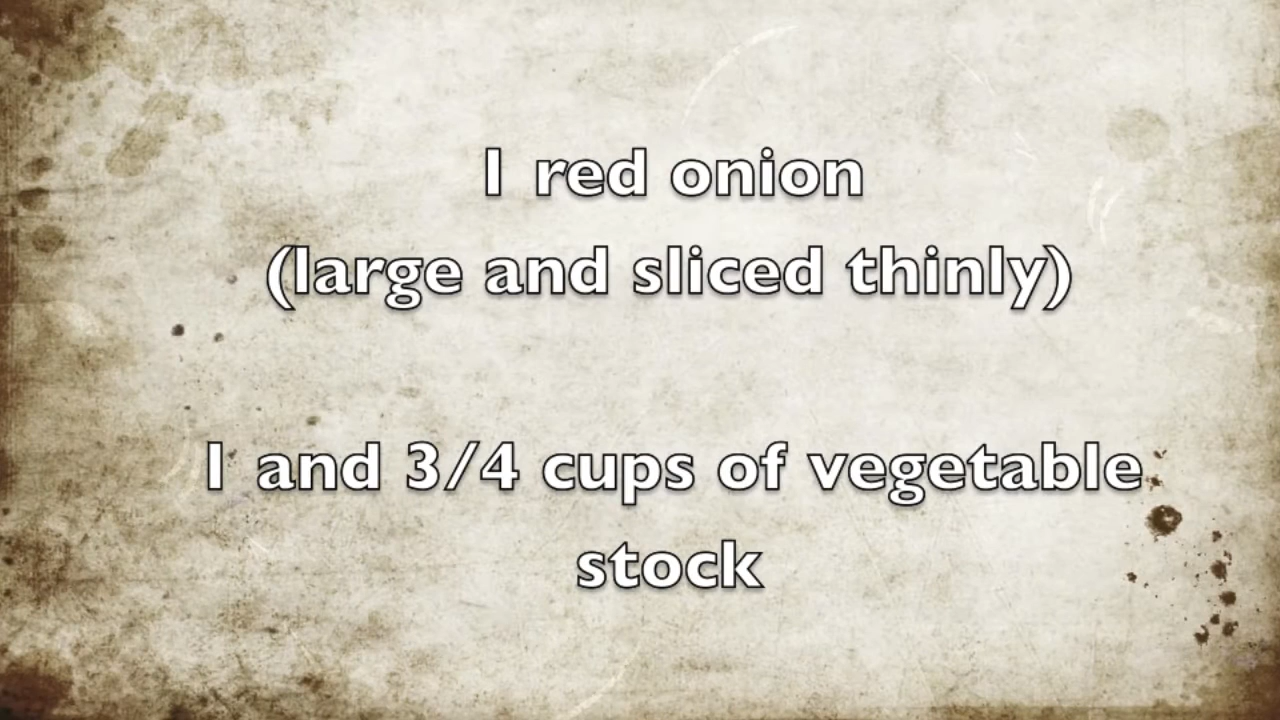 1 red onion
(large and sliced thinly)
1 and 3/4 cups of vegetable
stock